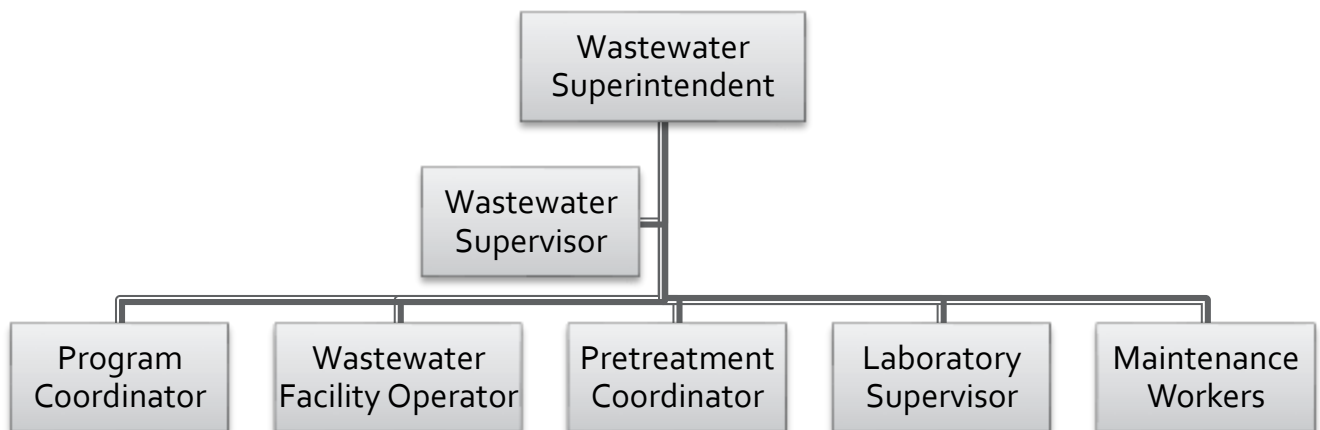 Wastewater
Superintendent
Wastewater
Supervisor
Program
Coordinator
Wastewater
Facility Operator
Pretreatment
Coordinator
Laboratory
Supervisor
Maintenance
Workers